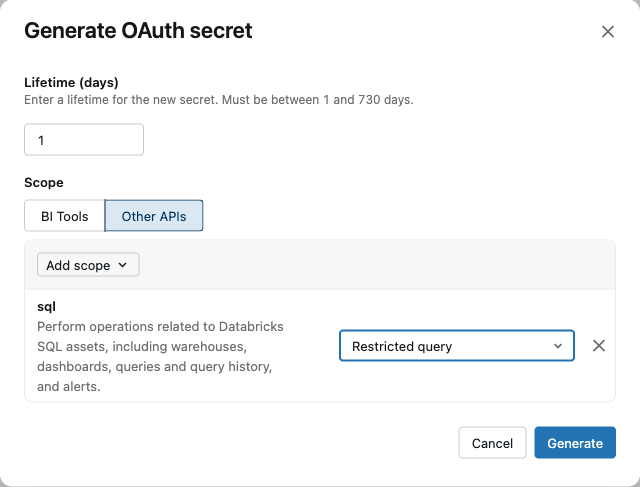 Generate OAuth secret
Lifetime (days)
Enter a lifetime for the new secret. Must be between 1 and 730 days.
1
Scope
BI Tools
Other APIs
Add scope
sql
Perform operations related to Databricks
SQL assets, including warehouses,
dashboards, queries and query history,
and alerts.
Restricted query
Cancel
Generate